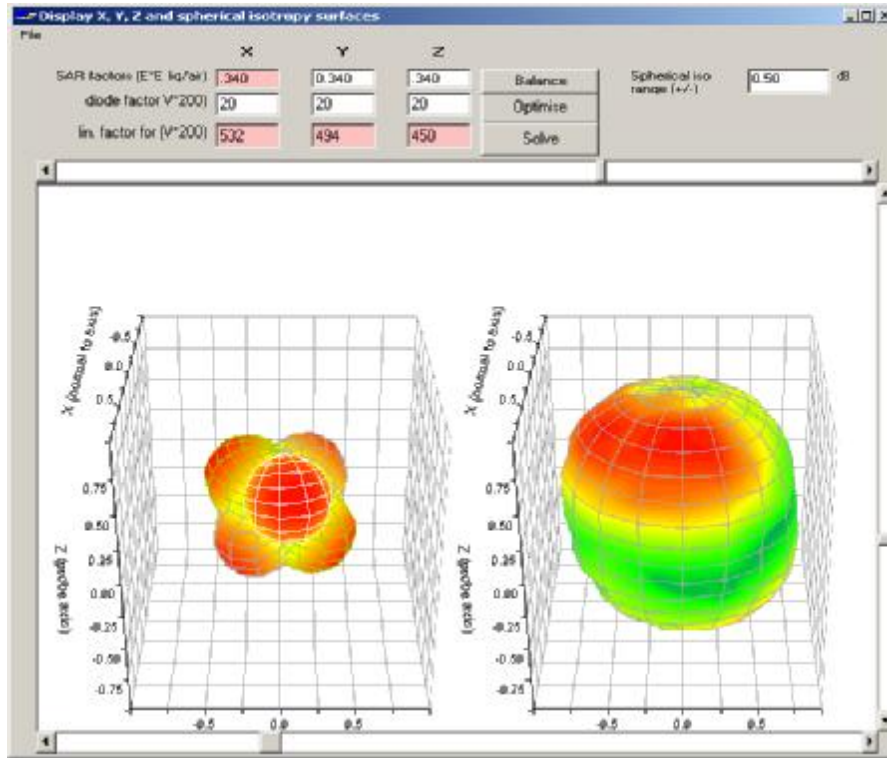 Display X, Y, Z and spherical isotropy surfaces
File
X Y Z
SAR factors (E*E liq/air) .340 0.340 .340 Balance Spherical iso range (+/-) 0.50 dB
diode factor V*200) 20 20 20 Optimise
lin. factor for (V*200) 532 494 450 Solve
X (normal to axis)
-0.5
0.0
0.5
0.75
0.50
0.25
0.00
-0.25
-0.50
-0.75
Z (probe axis)
-0.5 0.0 0.5
X (normal to axis)
-0.5
0.0
0.5
0.75
0.50
0.25
0.00
-0.25
-0.50
-0.75
Z (probe axis)
-0.5 0.0 0.5